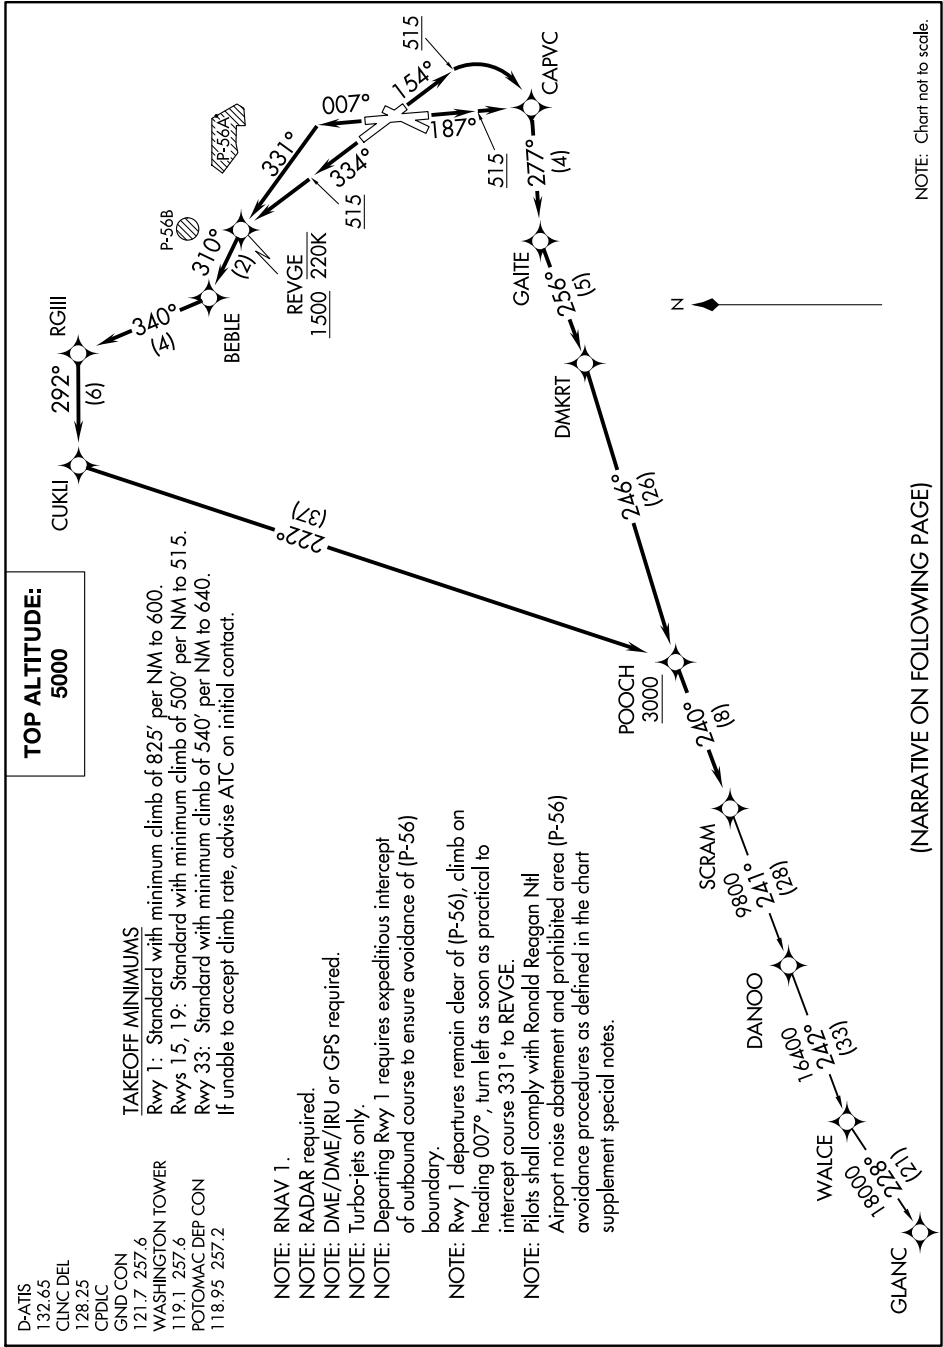 D-ATIS
132.65
CLNC DEL
128.25
CPDLC
GND CON
121.7 257.6
WASHINGTON TOWER
119.1 257.6
POTOMAC DEP CON
118.95 257.2
TOP ALTITUDE:
5000
TAKEOFF MINIMUMS
Rwy 1: Standard with minimum climb of 825' per NM to 600.
Rwys 15, 19: Standard with minimum climb of 500' per NM to 515.
Rwy 33: Standard with minimum climb of 540' per NM to 640.
If unable to accept climb rate, advise ATC on initial contact.
NOTE: RNAV 1.
NOTE: RADAR required.
NOTE: DME/DME/IRU or GPS required.
NOTE: Turbo-jets only.
NOTE: Departing Rwy 1 requires expeditious intercept
of outbound course to ensure avoidance of (P-56)
boundary.
NOTE: Rwy 1 departures remain clear of (P-56), climb on
heading 007°, turn left as soon as practical to
intercept course 331° to REVGE.
NOTE: Pilots shall comply with Ronald Reagan Ntl
Airport noise abatement and prohibited area (P-56)
avoidance procedures as defined in the chart
supplement special notes.
CUKLI
292°
(6)
RGIII
340°
(4)
BEBLE
310°
(2)
P-56B
P-56A
REVGE
1500 220K
331°
007°
334°
515
154°
515
187°
515
CAPVC
277°
(4)
GAITE
256°
(5)
DMKRT
246°
(26)
222°
(37)
POOCH
3000
240°
(8)
SCRAM
9800
241°
(28)
DANOO
16400
242°
(33)
WALCE
18000
228°
(21)
GLANC
N
NOTE: Chart not to scale.
(NARRATIVE ON FOLLOWING PAGE)